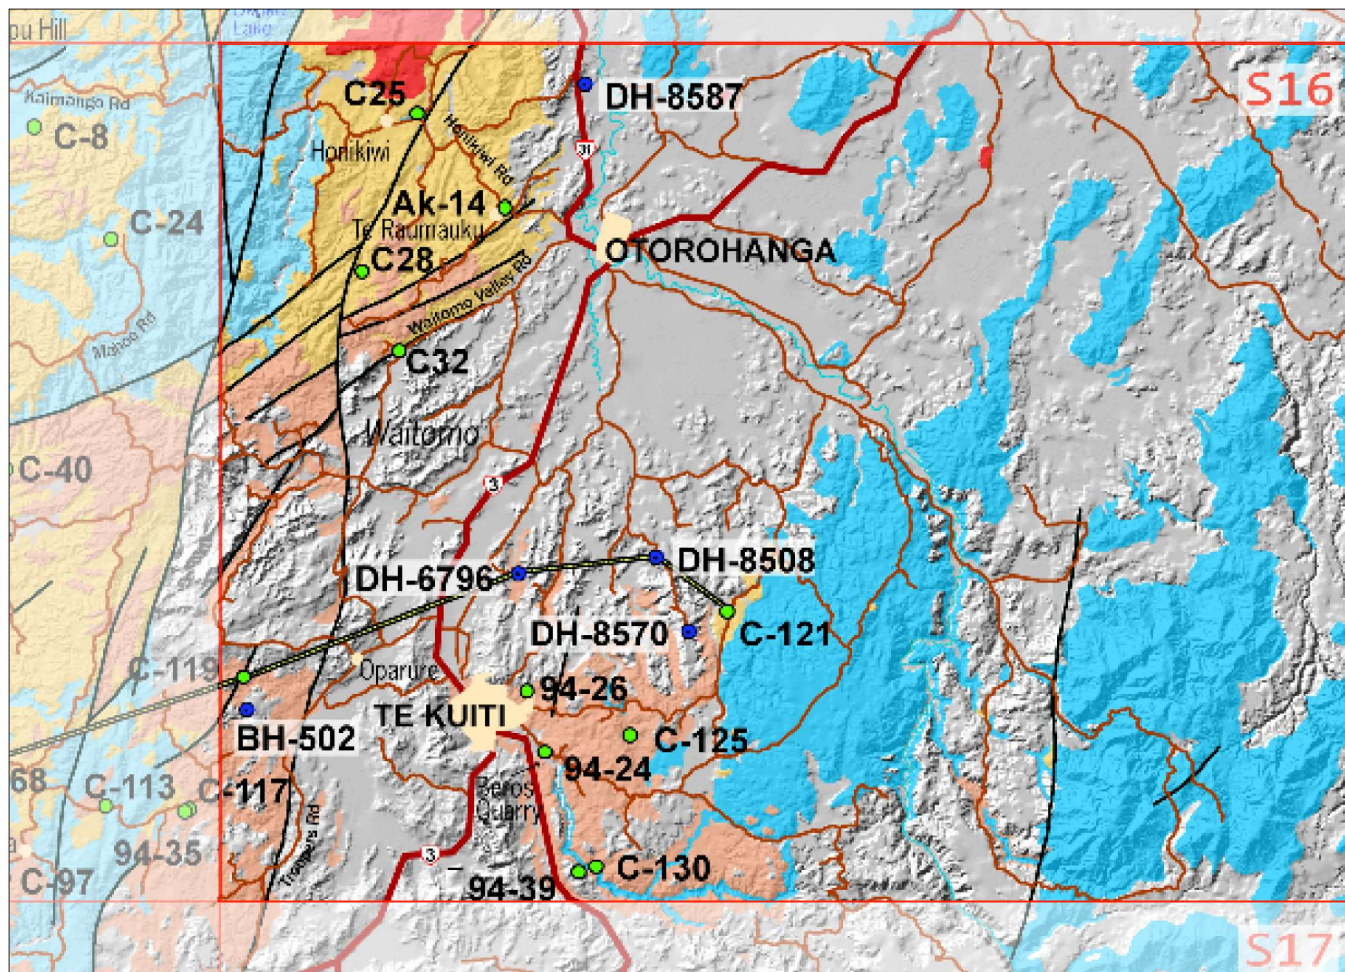 ou Hill
Lake
S16
C25
DH-8587
Kaimango Rd
C-8
Honikiwi Rd
31
Honikiwi
Ak-14
C-24
Te Raumauku
OTOROHANGA
C28
Waitomo Valley Rd
Mahoe Rd
C32
Waitomo
C-40
3
DH-8508
DH-6796
DH-8570
C-121
C-119
Oparure
94-26
TE KUITI
BH-502
C-125
94-24
68
C-113
C-117
Beros
Quarry
94-35
Troopers Rd
3
C-130
C-97
94-39
S17